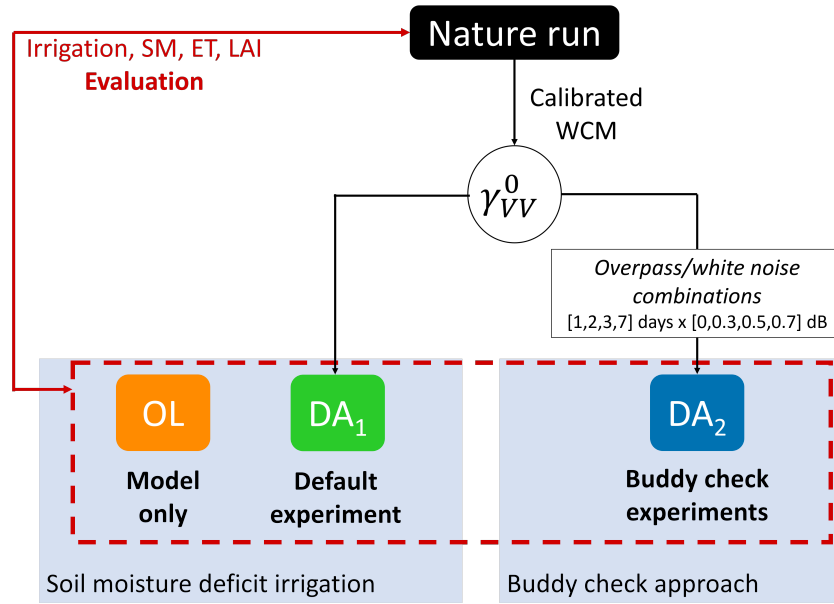 Nature run
Irrigation, SM, ET, LAI
Evaluation
Calibrated
WCM
γ⁰VV
Overpass/white noise
combinations
[1,2,3,7] days x [0,0.3,0.5,0.7] dB
OL
DA₁
DA₂
Model
only
Default
experiment
Buddy check
experiments
Soil moisture deficit irrigation
Buddy check approach